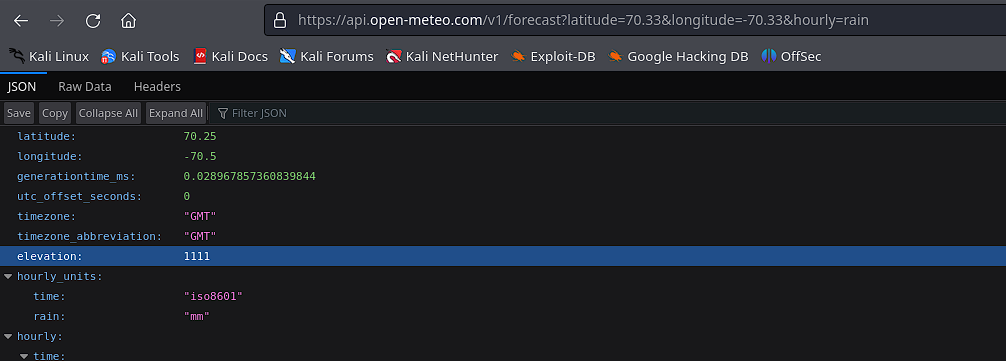 https://api.open-meteo.com/v1/forecast?latitude=70.33&longitude=-70.33&hourly=rain
Kali Linux Kali Tools Kali Docs Kali Forums Kali NetHunter Exploit-DB Google Hacking DB OffSec
JSON Raw Data Headers
Save Copy Collapse All Expand All Filter JSON
latitude: 70.25
longitude: -70.5
generationtime_ms: 0.028967857360839844
utc_offset_seconds: 0
timezone: "GMT"
timezone_abbreviation: "GMT"
elevation: 1111
hourly_units:
time: "iso8601"
rain: "mm"
hourly:
time: